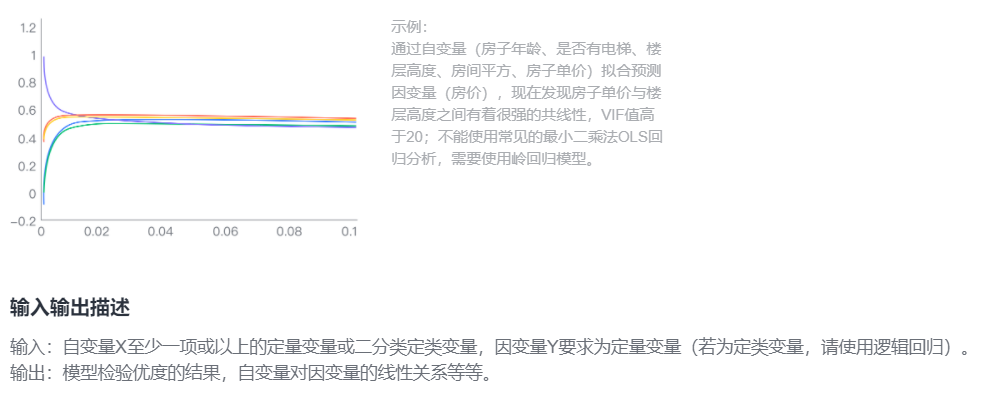 1.2
1
0.8
0.6
0.4
0.2
0
−0.2
0
0.02
0.04
0.06
0.08
0.1
示例：
通过自变量（房子年龄、是否有电梯、楼
层高度、房间平方、房子单价）拟合预测
因变量（房价），现在发现房子单价与楼
层高度之间有着很强的共线性，VIF值高
于20；不能使用常见的最小二乘法OLS回
归分析，需要使用岭回归模型。
输入输出描述
输入：自变量X至少一项或以上的定量变量或二分类定类变量，因变量Y要求为定量变量（若为定类变量，请使用逻辑回归）。
输出：模型检验优度的结果，自变量对因变量的线性关系等等。